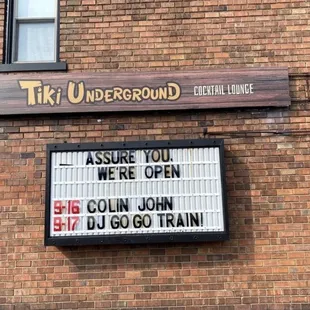 Tiki Underground COCKTAIL LOUNGE
ASSURE YOU,
WE'RE OPEN
9-16 COLIN JOHN
9-17 DJ GO GO TRAIN!